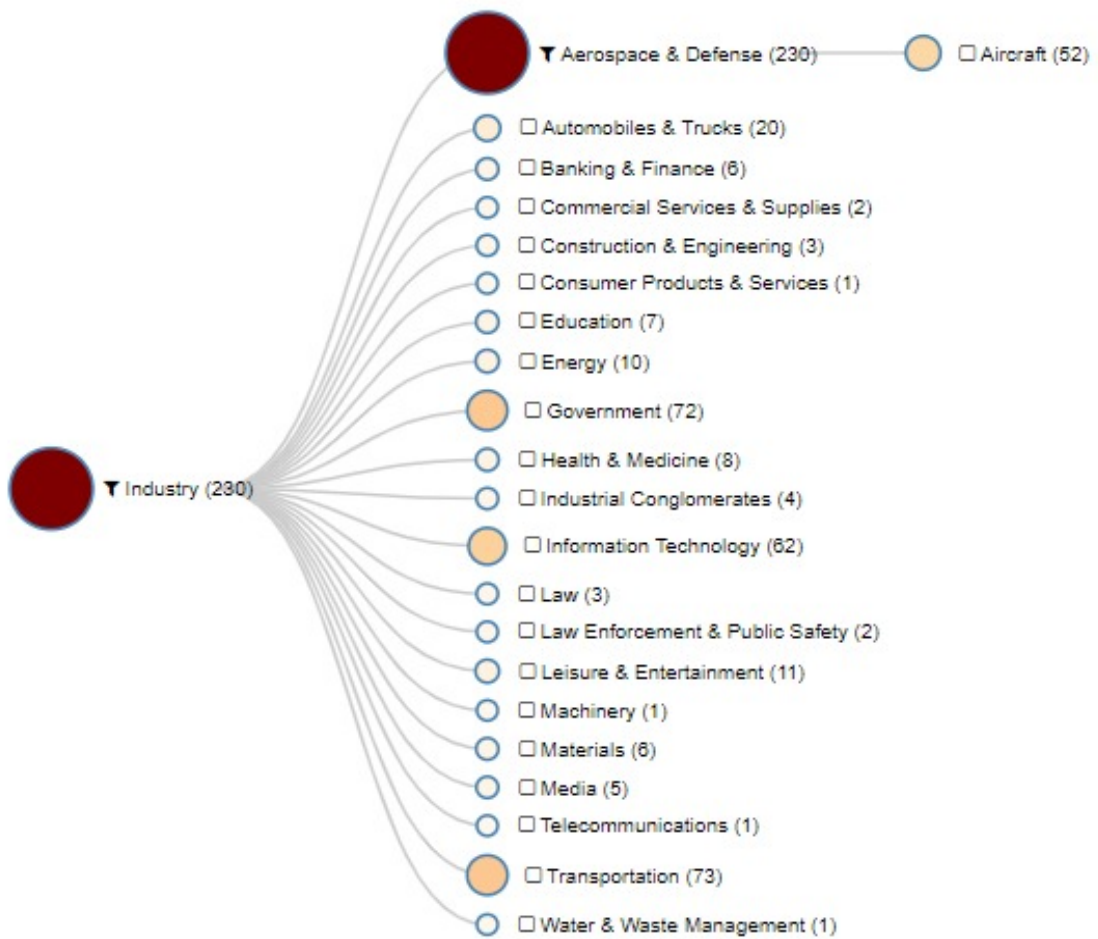 Aerospace & Defense (230)
Aircraft (52)
Automobiles & Trucks (20)
Banking & Finance (6)
Commercial Services & Supplies (2)
Construction & Engineering (3)
Consumer Products & Services (1)
Education (7)
Energy (10)
Government (72)
Health & Medicine (8)
Industry (230)
Industrial Conglomerates (4)
Information Technology (62)
Law (3)
Law Enforcement & Public Safety (2)
Leisure & Entertainment (11)
Machinery (1)
Materials (6)
Media (5)
Telecommunications (1)
Transportation (73)
Water & Waste Management (1)